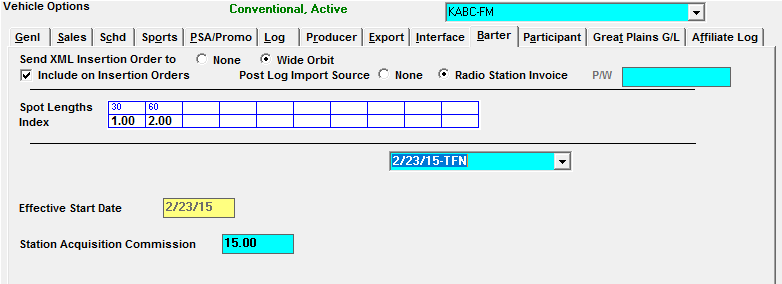 Vehicle Options Conventional, Active KABC-FM
Genl Sales Schd Sports PSA/Promo Log Producer Export Interface Barter Participant Great Plains G/L Affiliate Log
Send XML Insertion Order to None Wide Orbit
Include on Insertion Orders Post Log Import Source None Radio Station Invoice P/W
Spot Lengths 30 60
Index 1.00 2.00
2/23/15-TFN
Effective Start Date 2/23/15
Station Acquisition Commission 15.00